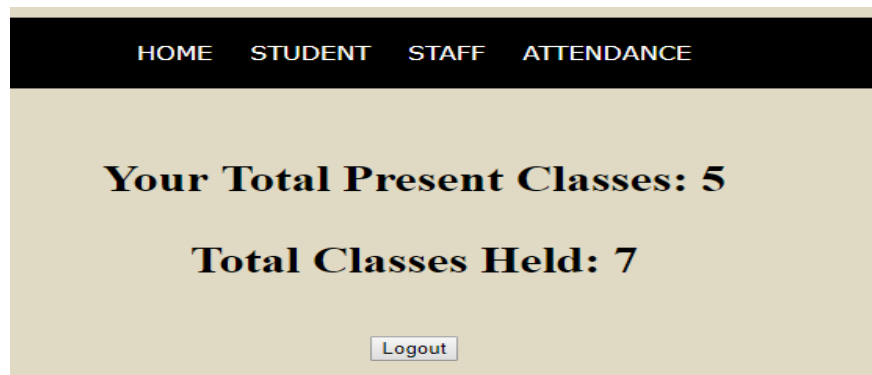 HOME STUDENT STAFF ATTENDANCE
Your Total Present Classes: 5
Total Classes Held: 7
Logout